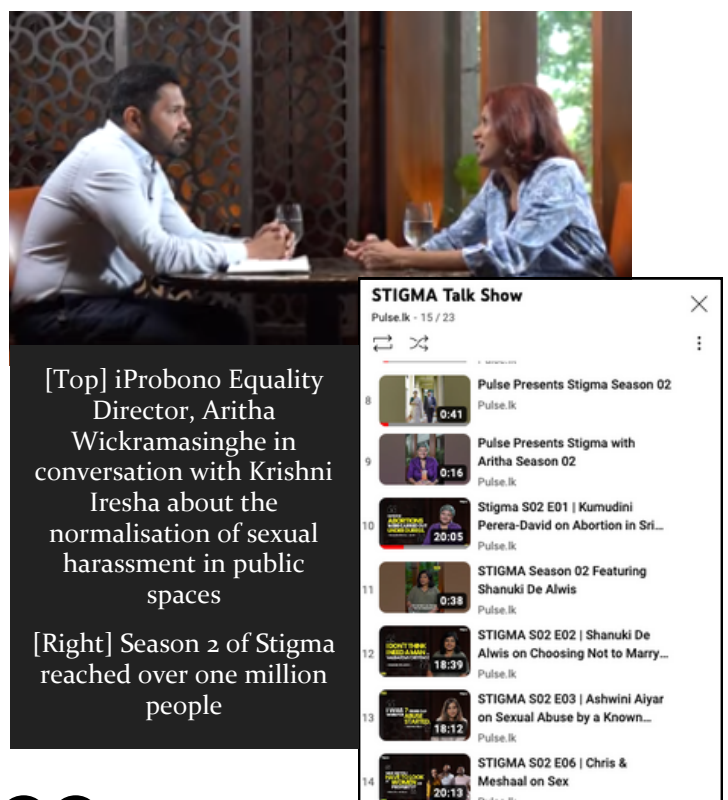 [Top] iProbono Equality
Director, Aritha
Wickramasinghe in
conversation with Krishni
Iresha about the
normalisation of sexual
harassment in public
spaces
[Right] Season 2 of Stigma
reached over one million
people
STIGMA Talk Show
Pulse.lk - 15 / 23
8
0:41
Pulse Presents Stigma Season 02
Pulse.lk
9
0:16
Pulse Presents Stigma with
Aritha Season 02
Pulse.lk
10
ABORTIONS
20:05
Stigma S02 E01 | Kumudini
Perera-David on Abortion in Sri...
Pulse.lk
11
0:38
STIGMA Season 02 Featuring
Shanuki De Alwis
Pulse.lk
12
I DON'T THINK
I NEED A MAN
18:39
STIGMA S02 E02 | Shanuki De
Alwis on Choosing Not to Marry...
Pulse.lk
13
18:12
STIGMA S02 E03 | Ashwini Aiyar
on Sexual Abuse by a Known...
Pulse.lk
14
20:13
STIGMA S02 E06 | Chris &
Meshaal on Sex